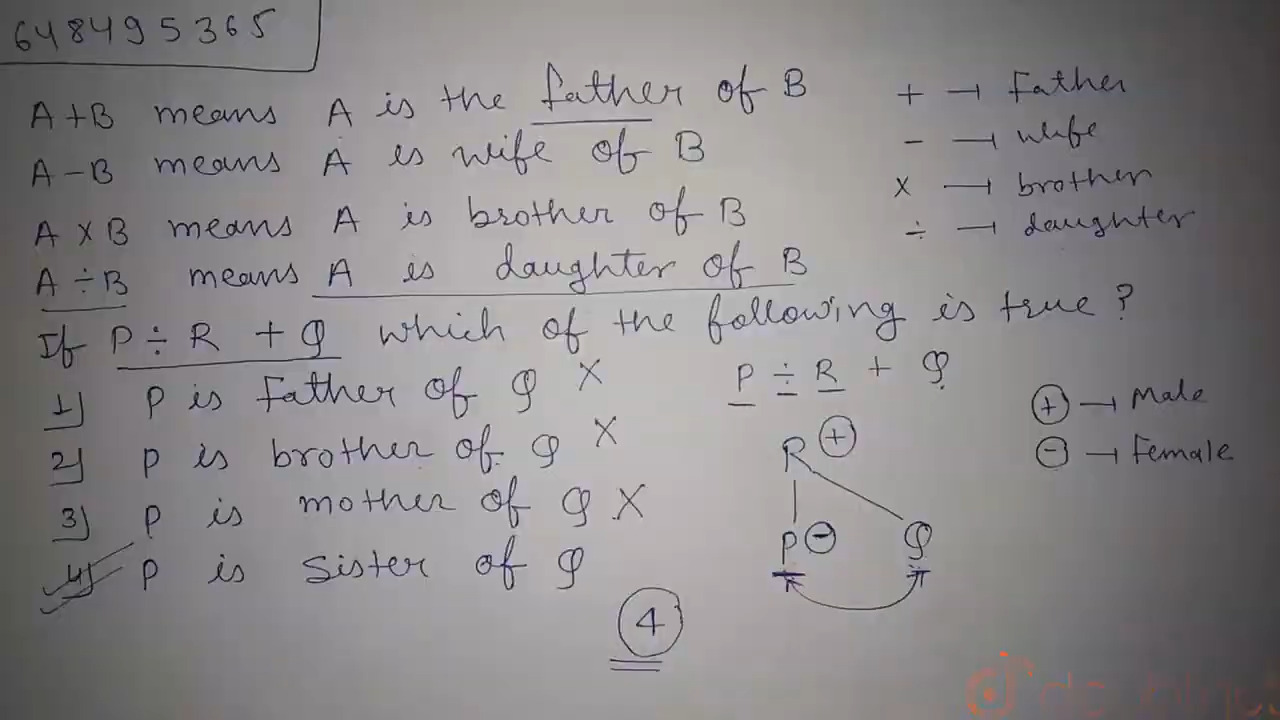 648495365
A+B means A is the father of B
+ → Father
A-B means A is wife of B
- → wife
A×B means A is brother of B
× → brother
A÷B means A is daughter of B
÷ → daughter
If P÷R+Q which of the following is true?
1) P is Father of Q ×
P ÷ R + Q
+ → Male
2) P is brother of Q ×
R +
- → Female
3) P is mother of Q ×
P - Q
4) P is sister of Q
4
doubtnut